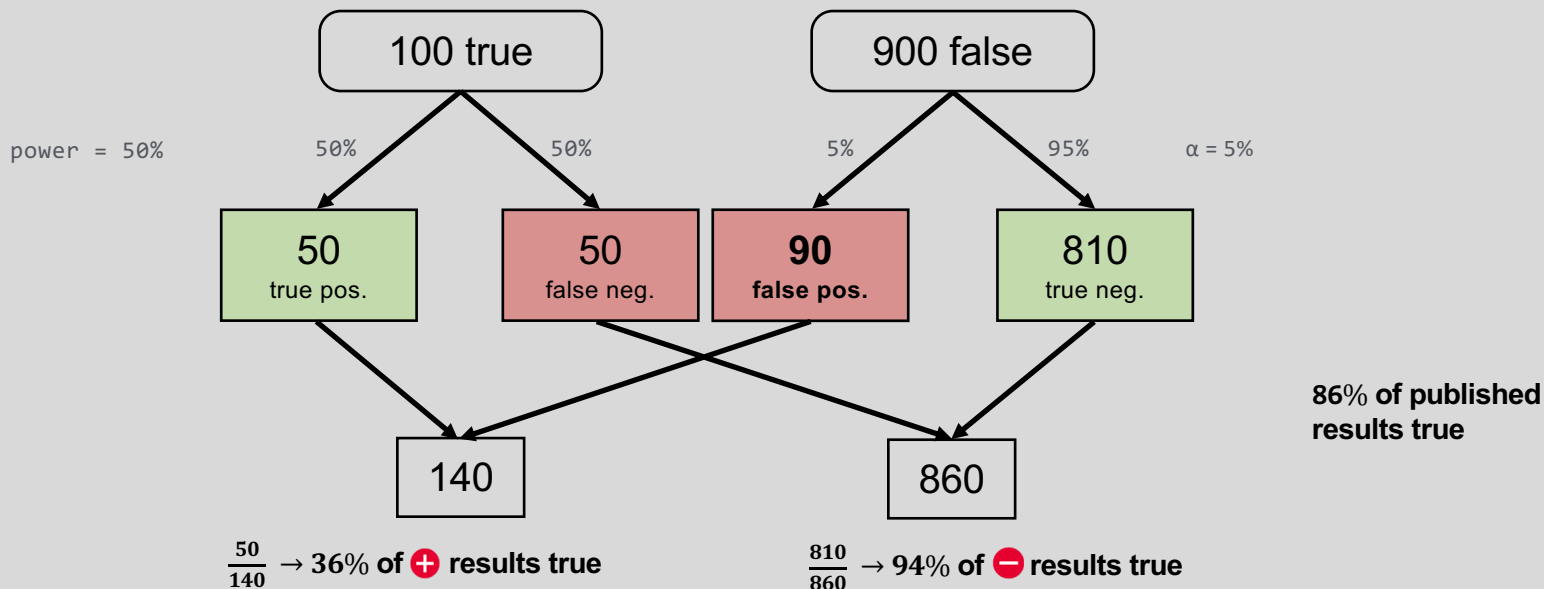 100 true
900 false
power = 50%
50%
50%
5%
95%
α = 5%
50
true pos.
50
false neg.
90
false pos.
810
true neg.
86% of published
results true
140
860
50/140 → 36% of + results true
810/860 → 94% of − results true